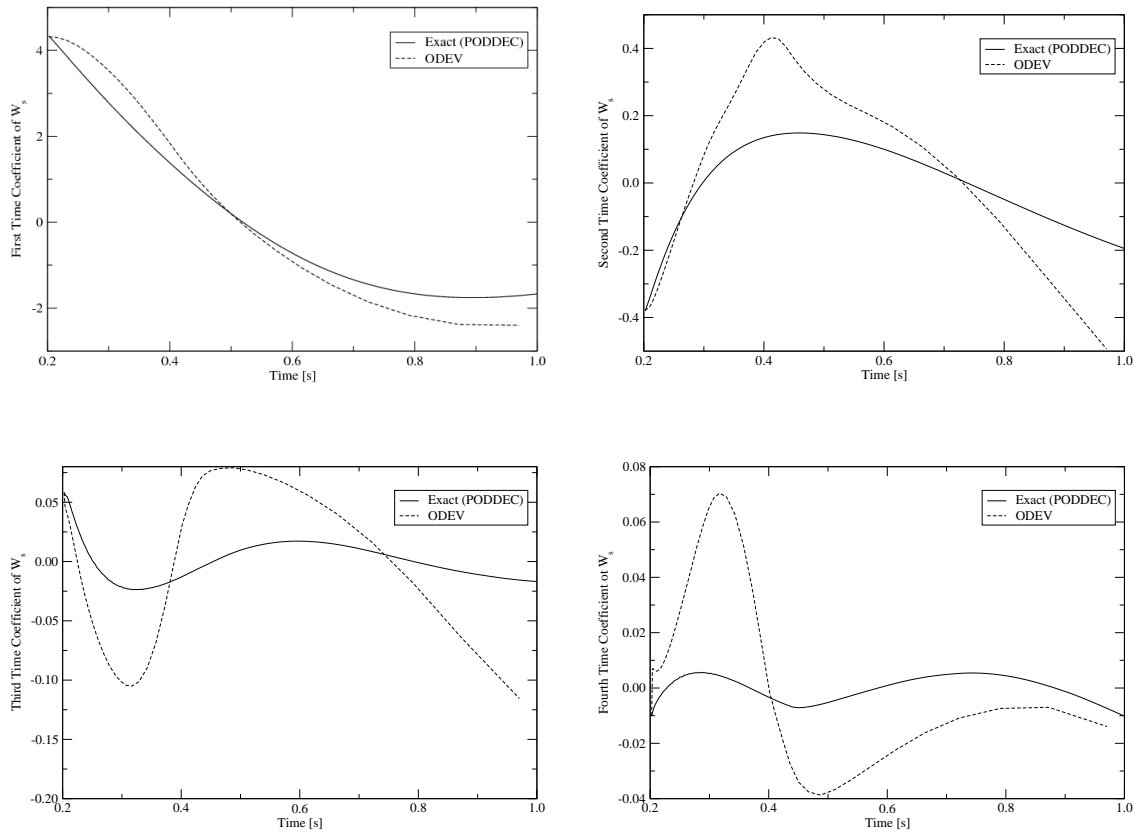 First Time Coefficient of W_s
4
2
0
-2
0.2
0.4
0.6
0.8
1.0
Time [s]
Exact (PODDEC)
ODEV
Second Time Coefficient of W_s
0.4
0.2
0.0
-0.2
-0.4
0.2
0.4
0.6
0.8
1.0
Time [s]
Exact (PODDEC)
ODEV
Third Time Coefficient of W_s
0.05
0.00
-0.05
-0.10
-0.15
-0.20
0.2
0.4
0.6
0.8
1.0
Time [s]
Exact (PODDEC)
ODEV
Fourth Time Coefficient ot W_s
0.08
0.06
0.04
0.02
0.00
-0.02
-0.04
0.2
0.4
0.6
0.8
1.0
Time [s]
Exact (PODDEC)
ODEV